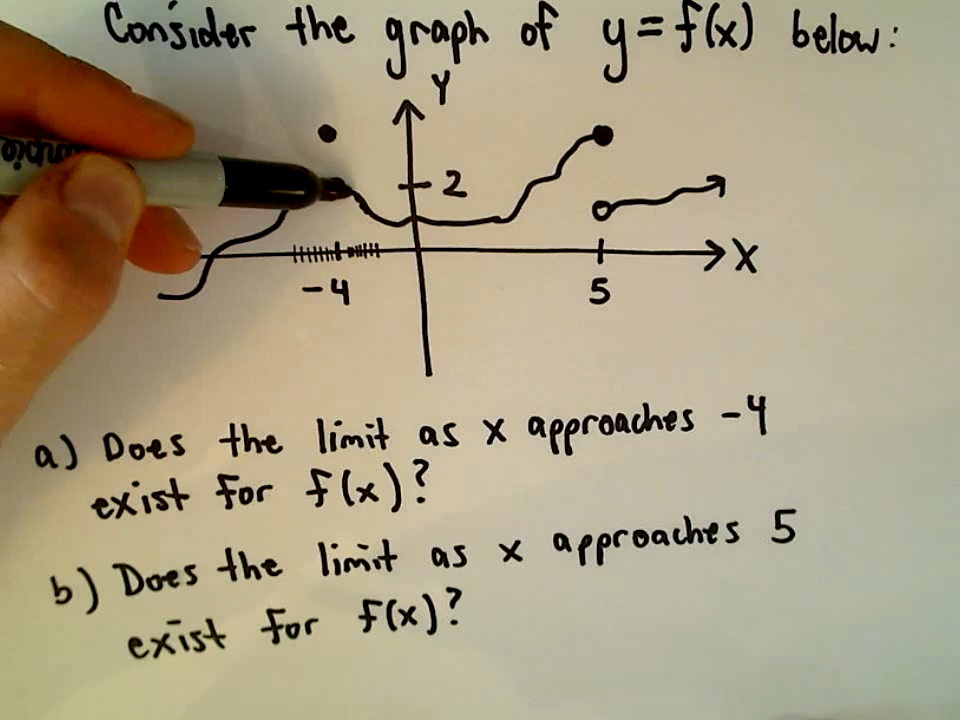 Consider the graph of y=f(x) below:
Y
2
X
-4
5
a) Does the limit as x approaches -4
exist for f(x)?
b) Does the limit as x approaches 5
exist for f(x)?